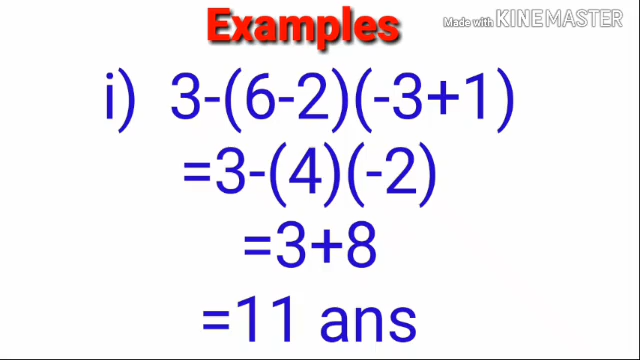 Examples
Made with KINEMASTER
i) 3-(6-2)(-3+1)
=3-(4)(-2)
=3+8
=11 ans